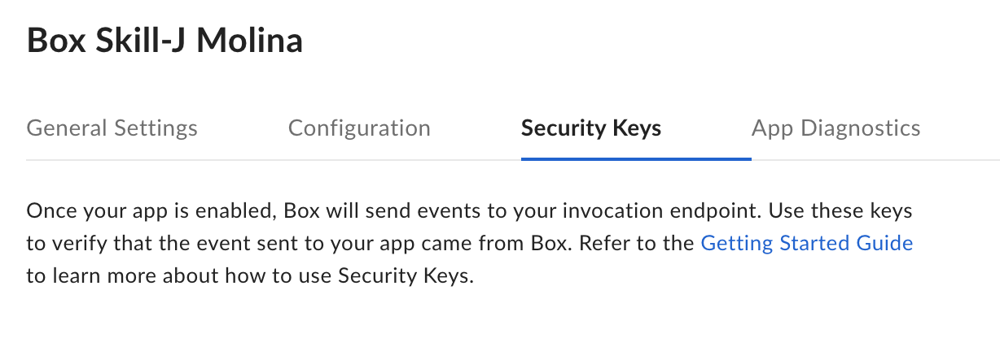 Box Skill-J Molina
General Settings
Configuration
Security Keys
App Diagnostics
Once your app is enabled, Box will send events to your invocation endpoint. Use these keys
to verify that the event sent to your app came from Box. Refer to the Getting Started Guide
to learn more about how to use Security Keys.